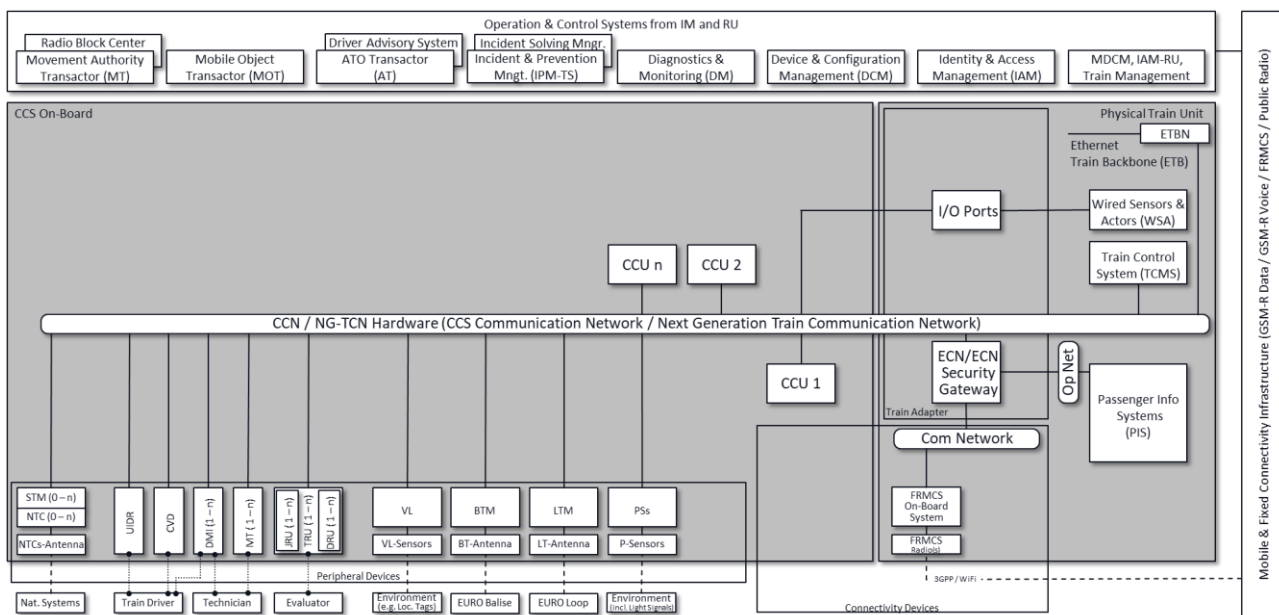 Operation & Control Systems from IM and RU
Radio Block Center
Movement Authority
Transactor (MT)
Mobile Object
Transactor (MOT)
Driver Advisory System
ATO Transactor
(AT)
Incident Solving Mngr.
Incident & Prevention
Mngt. (IPM-TS)
Diagnostics &
Monitoring (DM)
Device & Configuration
Management (DCM)
Identity & Access
Management (IAM)
MDCM, IAM-RU,
Train Management
Mobile & Fixed Connectivity Infrastructure (GSM-R Data / GSM-R Voice / FRMCS / Public Radio)
CCS On-Board
Physical Train Unit
ETBN
Ethernet
Train Backbone (ETB)
I/O Ports
Wired Sensors &
Actors (WSA)
CCU n
CCU 2
Train Control
System (TCMS)
CCN / NG-TCN Hardware (CCS Communication Network / Next Generation Train Communication Network)
CCU 1
ECN/ECN
Security
Gateway
Op Net
Passenger Info
Systems
(PIS)
Train Adapter
Com Network
STM (0 – n)
NTC (0 – n)
NTCs-Antenna
UIDR
CVD
DMI (1 – n)
MT ( 1 – n)
JRU ( 1 – n)
TRU ( 1 – n)
DRU ( 1 – n)
VL
VL-Sensors
BTM
BT-Antenna
LTM
LT-Antenna
PSs
P-Sensors
FRMCS
On-Board
System
FRMCS
Radio(s)
Peripheral Devices
3GPP / WiFi
Nat. Systems
Train Driver
Technician
Evaluator
Environment
(e.g. Loc. Tags)
EURO Balise
EURO Loop
Environment
(incl. Light Signals)
Connectivity Devices